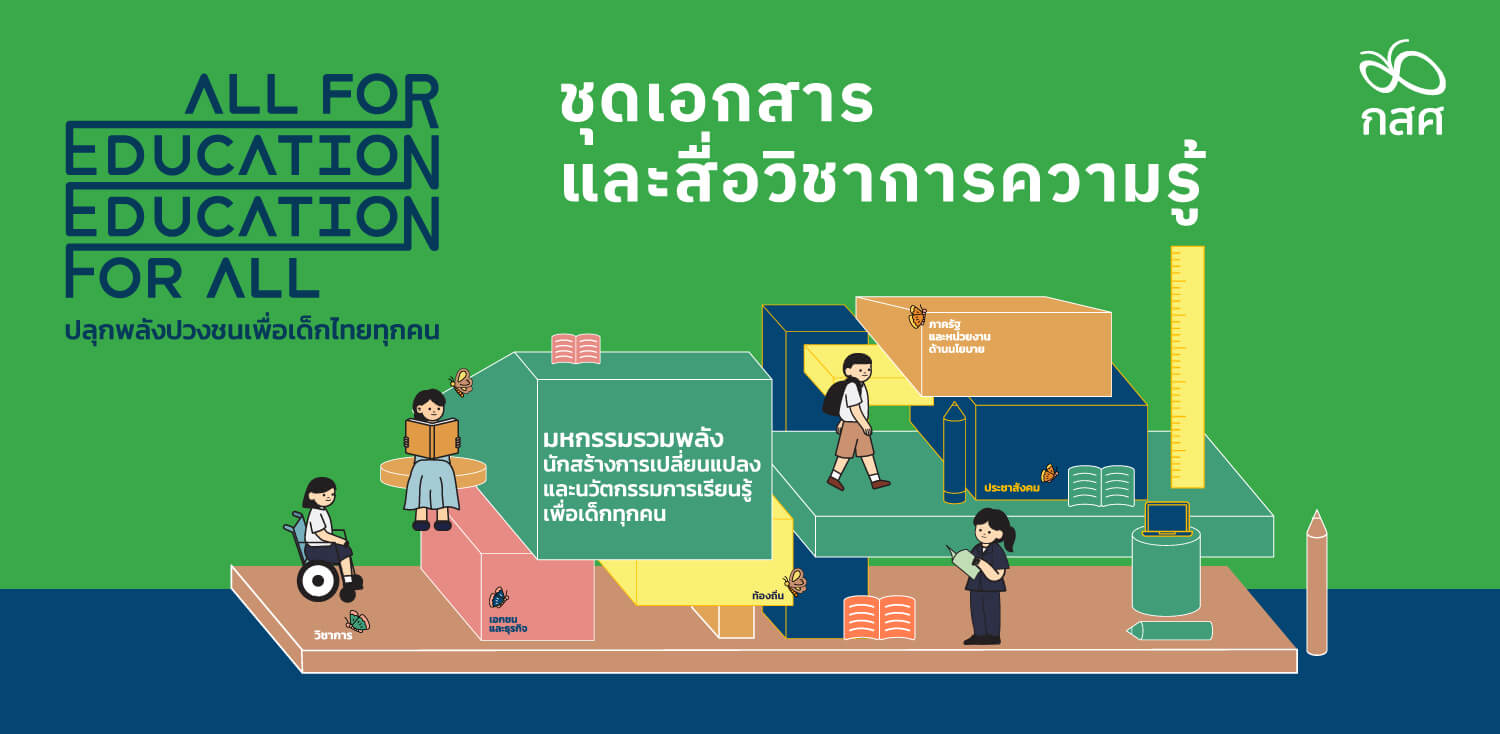 ALL FOR
EDUCATION
EDUCATION
FOR ALL
ปลุกพลังปวงชนเพื่อเด็กไทยทุกคน
ชุดเอกสาร
และสื่อวิชาการความรู้
กสศ
ภาครัฐ
และหน่วยงาน
ด้านนโยบาย
มหกรรมรวมพลัง
นักสร้างการเปลี่ยนแปลง
และนวัตกรรมการเรียนรู้
เพื่อเด็กทุกคน
ประชาสังคม
ท้องถิ่น
เอกชน
และธุรกิจ
วิชาการ